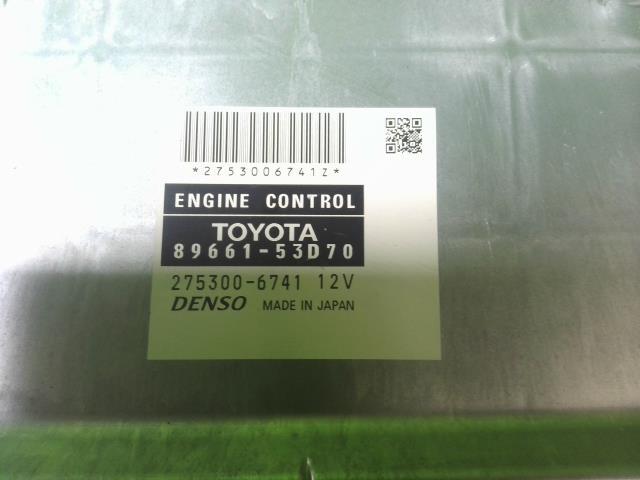 *2753006741Z*
ENGINE CONTROL
TOYOTA
89661-53D70
275300-6741 12V
DENSO MADE IN JAPAN